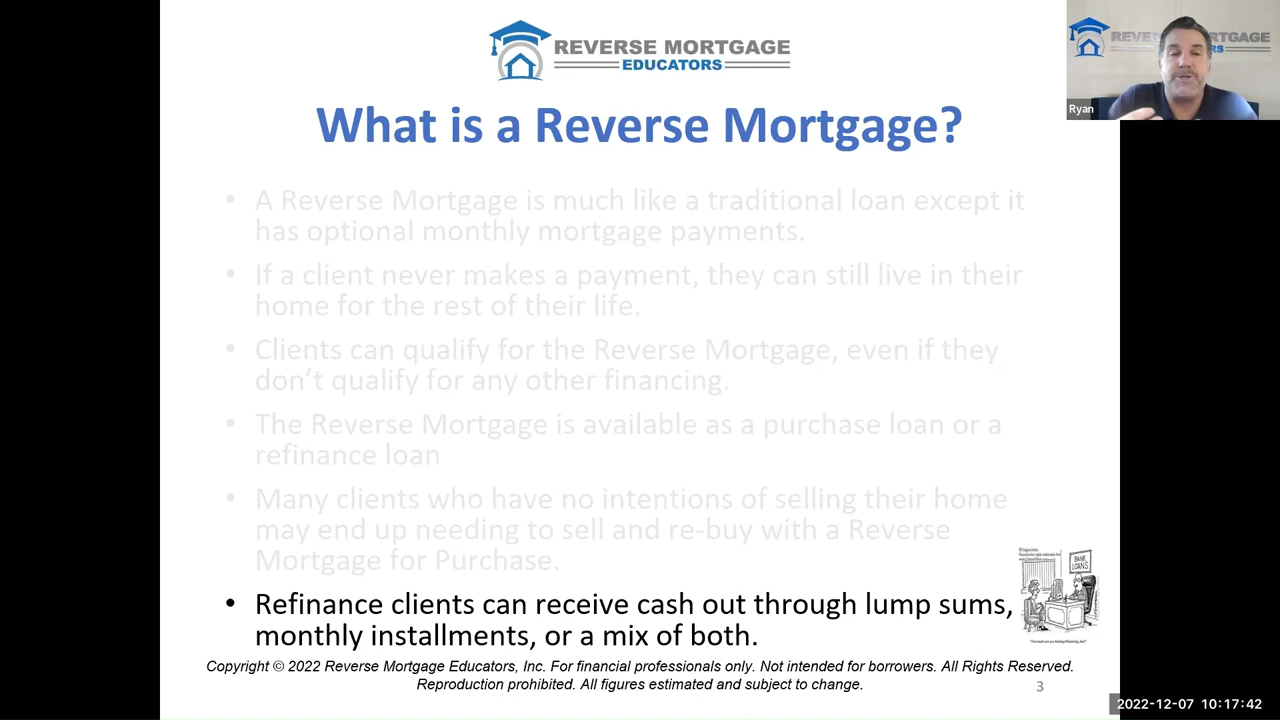 REVERSE MORTGAGE
EDUCATORS
REVERSE MORTGAGE
RS
Ryan
What is a Reverse Mortgage?
• A Reverse Mortgage is much like a traditional loan except it
has optional monthly mortgage payments.
• If a client never makes a payment, they can still live in their
home for the rest of their life.
• Clients can qualify for the Reverse Mortgage, even if they
don't qualify for any other financing.
• The Reverse Mortgage is available as a purchase loan or a
refinance loan
• Many clients who have no intentions of selling their home
may end up needing to sell and re-buy with a Reverse
Mortgage for Purchase.
BANK
LOANS
• Refinance clients can receive cash out through lump sums,
monthly installments, or a mix of both.
Copyright © 2022 Reverse Mortgage Educators, Inc. For financial professionals only. Not intended for borrowers. All Rights Reserved.
Reproduction prohibited. All figures estimated and subject to change.
3
2022-12-07 10:17:42